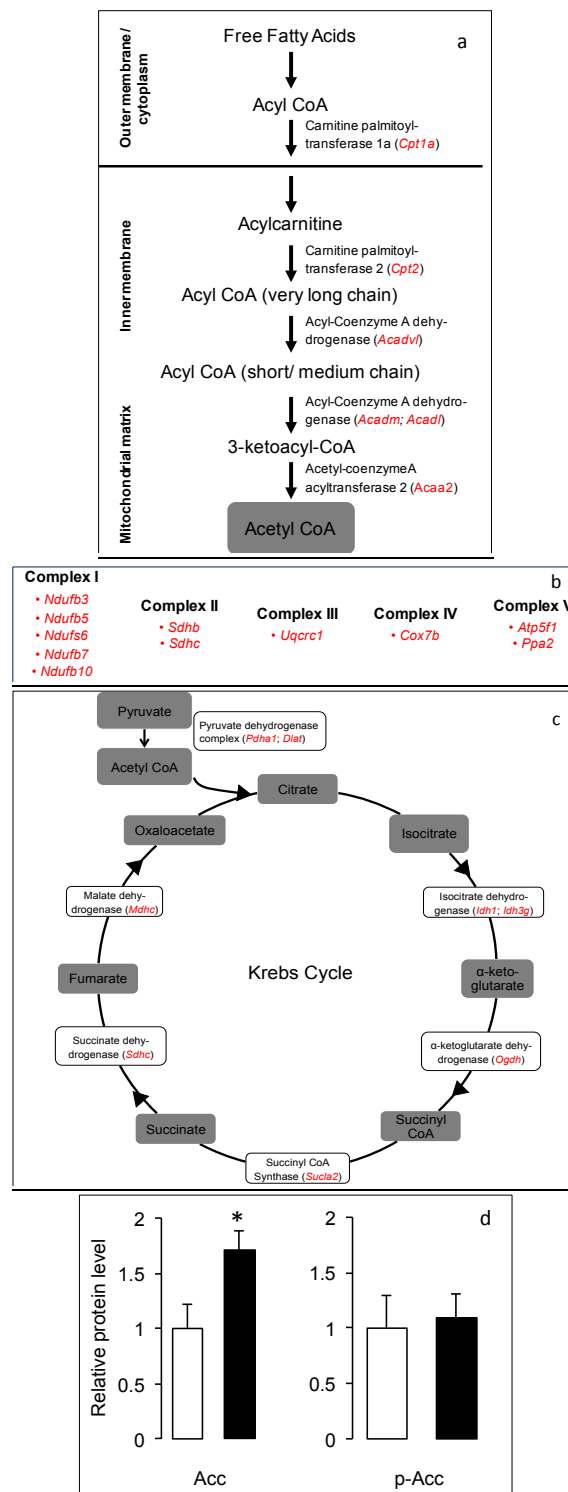 a
Free Fatty Acids
Outer membrane/
cytoplasm
Acyl CoA
Carnitine palmitoyl-
transferase 1a (Cpt1a)
Acylcarnitine
Inner membrane
Carnitine palmitoyl-
transferase 2 (Cpt2)
Acyl CoA (very long chain)
Acyl-Coenzyme A dehy-
drogenase (Acadvl)
Acyl CoA (short/ medium chain)
Mitochondrial matrix
Acyl-Coenzyme A dehydro-
genase (Acadm; Acadl)
3-ketoacyl-CoA
Acetyl-coenzymeA
acyltransferase 2 (Acaa2)
Acetyl CoA
b
Complex I
• Ndufb3
• Ndufb5
• Ndufs6
• Ndufb7
• Ndufb10
Complex II
• Sdhb
• Sdhc
Complex III
• Uqcrc1
Complex IV
• Cox7b
Complex V
• Atp5f1
• Ppa2
c
Pyruvate
Pyruvate dehydrogenase
complex (Pdha1; Dlat)
Acetyl CoA
Citrate
Oxaloacetate
Isocitrate
Malate dehy-
drogenase (Mdhc)
Isocitrate dehydro-
genase (Idh1; Idh3g)
Krebs Cycle
Fumarate
α-keto-
glutarate
Succinate dehy-
drogenase (Sdhc)
α-ketoglutarate dehy-
drogenase (Ogdh)
Succinate
Succinyl
CoA
Succinyl CoA
Synthase (Sucla2)
d
Relative protein level
2
1.5
1
0.5
0
*
Acc
2
1.5
1
0.5
0
p-Acc